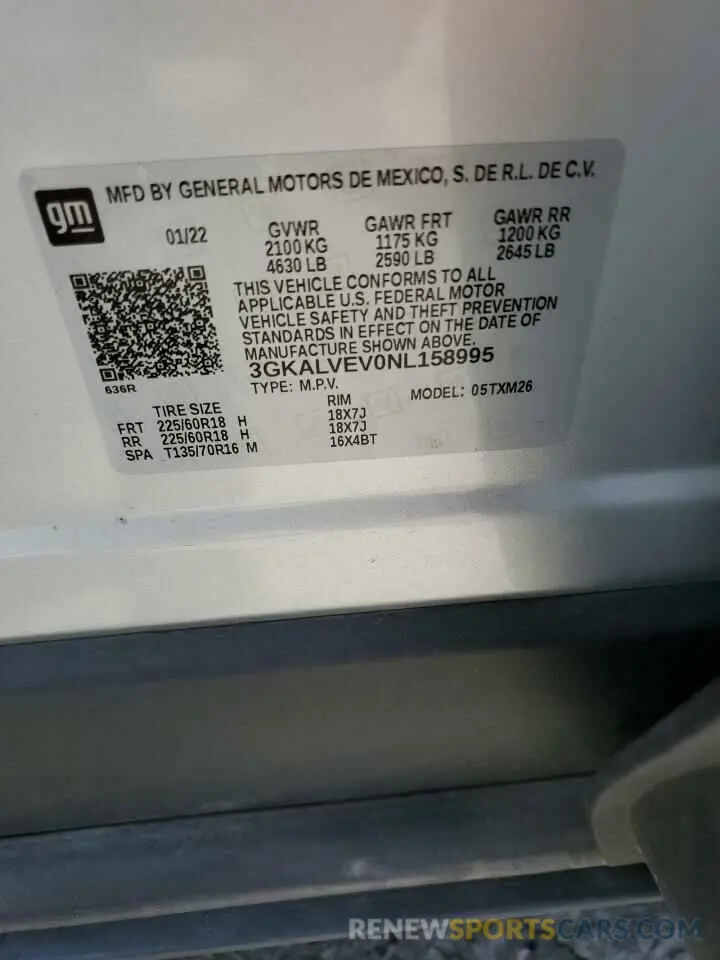 gm
MFD BY GENERAL MOTORS DE MEXICO, S. DE R.L. DE C.V.
01/22
GVWR
2100 KG
4630 LB
GAWR FRT
1175 KG
2590 LB
GAWR RR
1200 KG
2645 LB
THIS VEHICLE CONFORMS TO ALL
APPLICABLE U.S. FEDERAL MOTOR
VEHICLE SAFETY AND THEFT PREVENTION
STANDARDS IN EFFECT ON THE DATE OF
MANUFACTURE SHOWN ABOVE.
3GKALVEV0NL158995
636R
TYPE: M.P.V.
MODEL: 05TXM26
TIRE SIZE RIM
FRT 225/60R18 H 18X7J
RR 225/60R18 H 18X7J
SPA T135/70R16 M 16X4BT
RENEWSPORTSCARS.COM